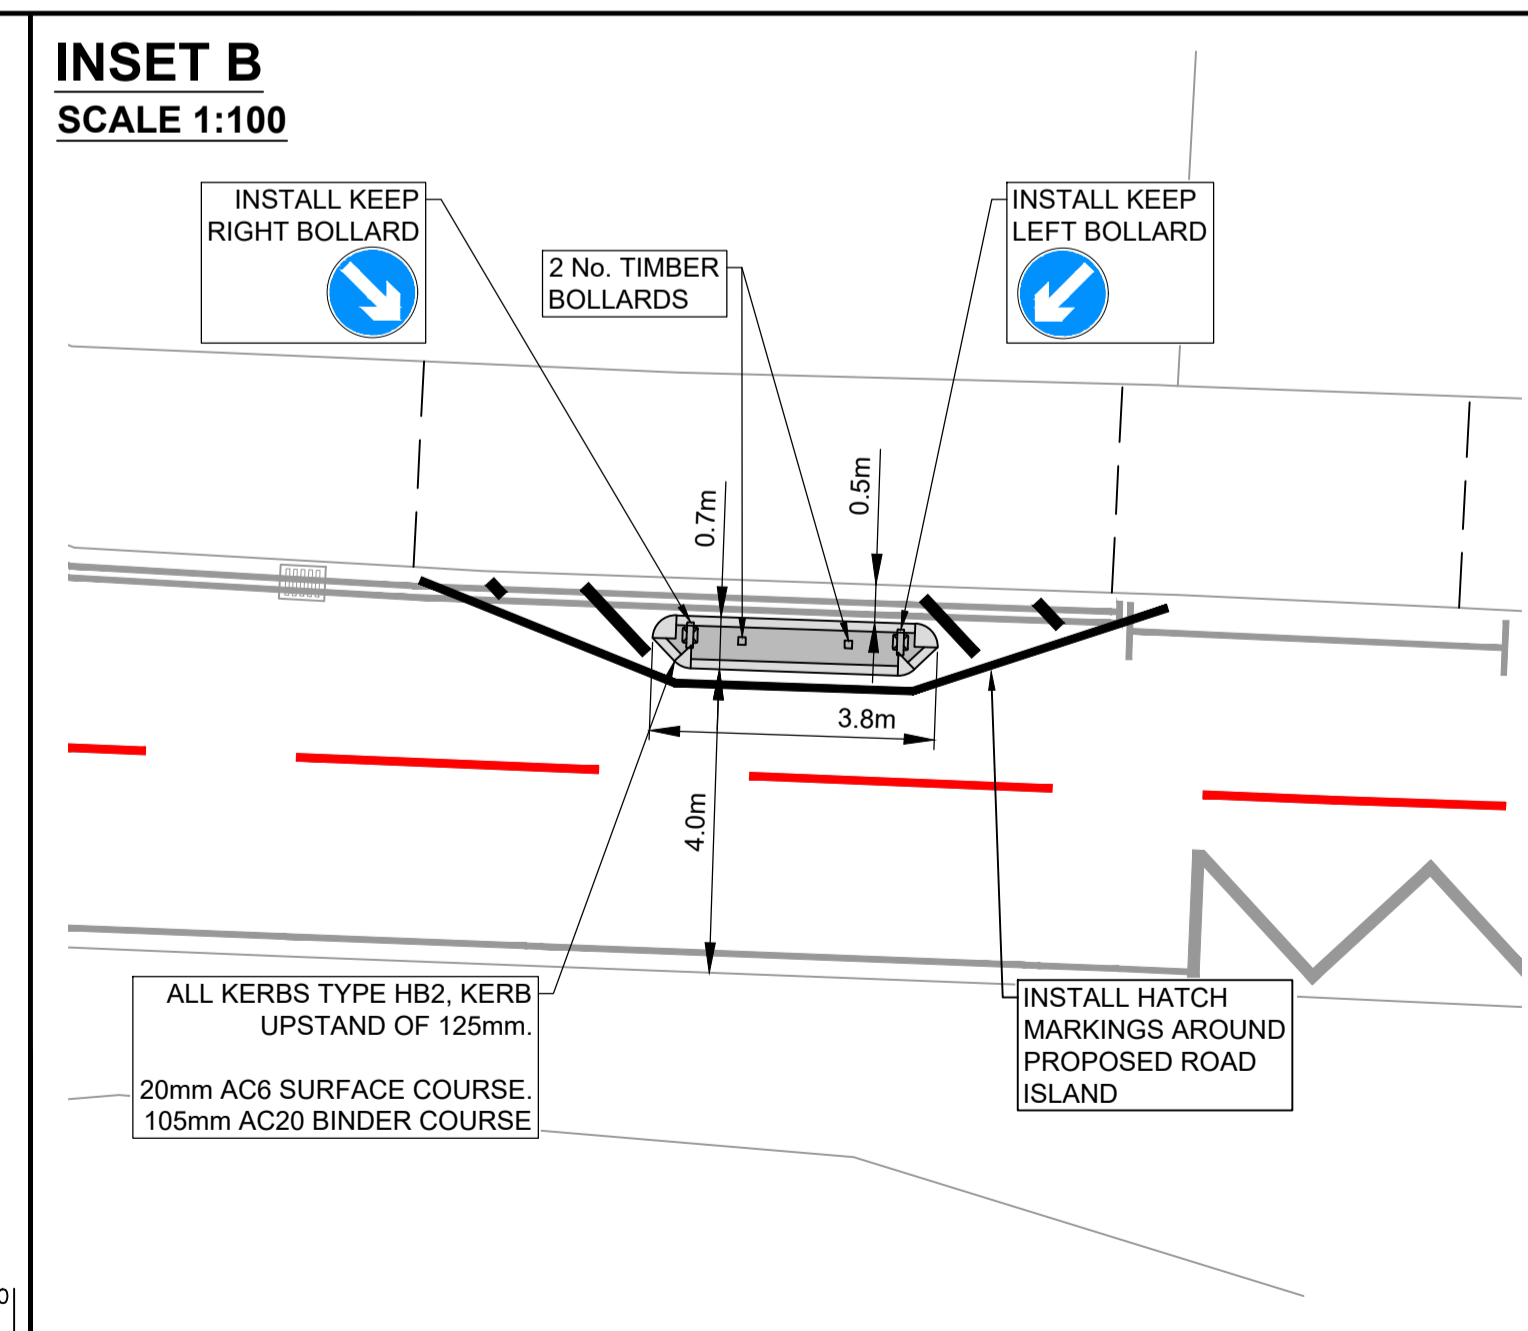 INSET B
SCALE 1:100
INSTALL KEEP
RIGHT BOLLARD
2 No. TIMBER
BOLLARDS
INSTALL KEEP
LEFT BOLLARD
0.7m
0.5m
3.8m
4.0m
ALL KERBS TYPE HB2, KERB
UPSTAND OF 125mm.
20mm AC6 SURFACE COURSE.
105mm AC20 BINDER COURSE
INSTALL HATCH
MARKINGS AROUND
PROPOSED ROAD
ISLAND
0